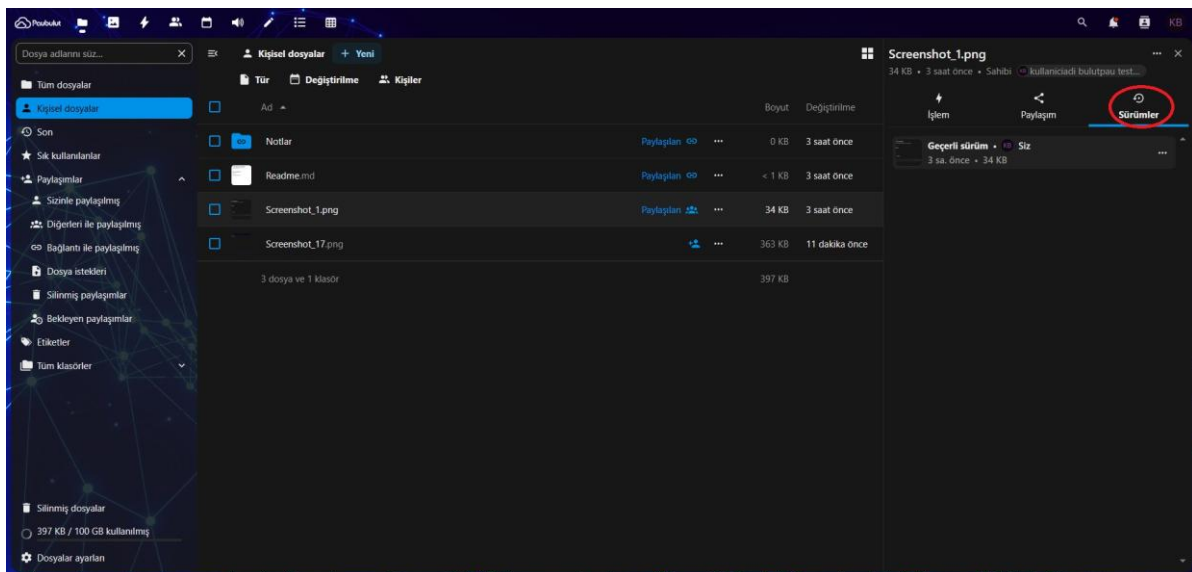 Paubulut
KB
Dosya adlarını süz...
Tüm dosyalar
Kişisel dosyalar
Son
Sık kullanılanlar
Paylaşımlar
Sizinle paylaşılmış
Diğerleri ile paylaşılmış
Bağlantı ile paylaşılmış
Dosya istekleri
Silinmiş paylaşımlar
Bekleyen paylaşımlar
Etiketler
Tüm klasörler
Silinmiş dosyalar
397 KB / 100 GB kullanılmış
Dosyalar ayarları
Kişisel dosyalar + Yeni
Tür Değiştirilme Kişiler
Ad Boyut Değiştirilme
Notlar Paylaşılan 0 KB 3 saat önce
Readme.md Paylaşılan < 1 KB 3 saat önce
Screenshot_1.png Paylaşılan 34 KB 3 saat önce
Screenshot_17.png 363 KB 11 dakika önce
3 dosya ve 1 klasör 397 KB
Screenshot_1.png
34 KB • 3 saat önce • Sahibi KB kullaniciadi bulutpau test...
İşlem Paylaşım Sürümler
Geçerli sürüm • KB Siz
3 sa. önce • 34 KB